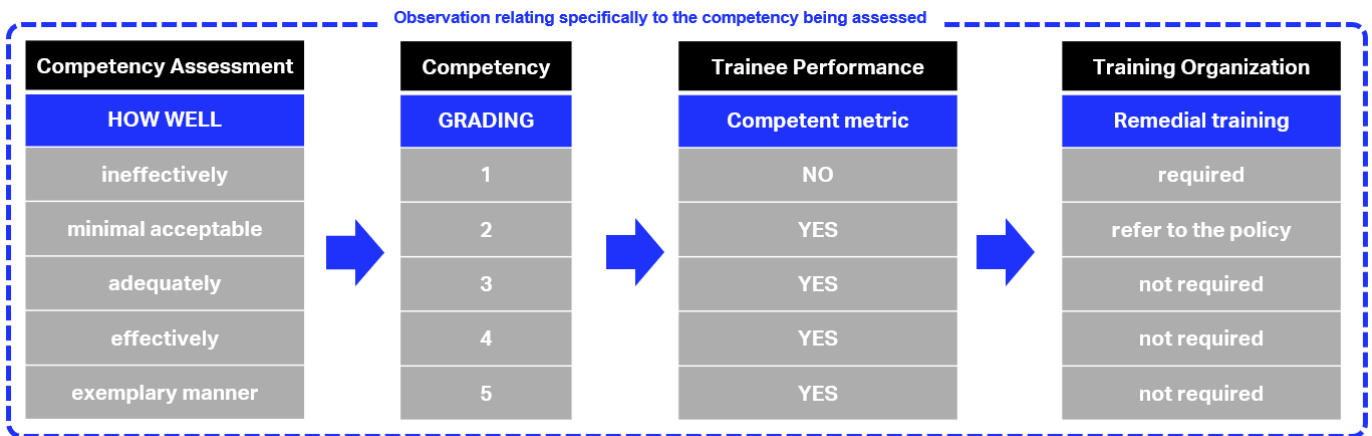 Observation relating specifically to the competency being assessed
Competency Assessment
HOW WELL
ineffectively
minimal acceptable
adequately
effectively
exemplary manner
Competency
GRADING
1
2
3
4
5
Trainee Performance
Competent metric
NO
YES
YES
YES
YES
Training Organization
Remedial training
required
refer to the policy
not required
not required
not required